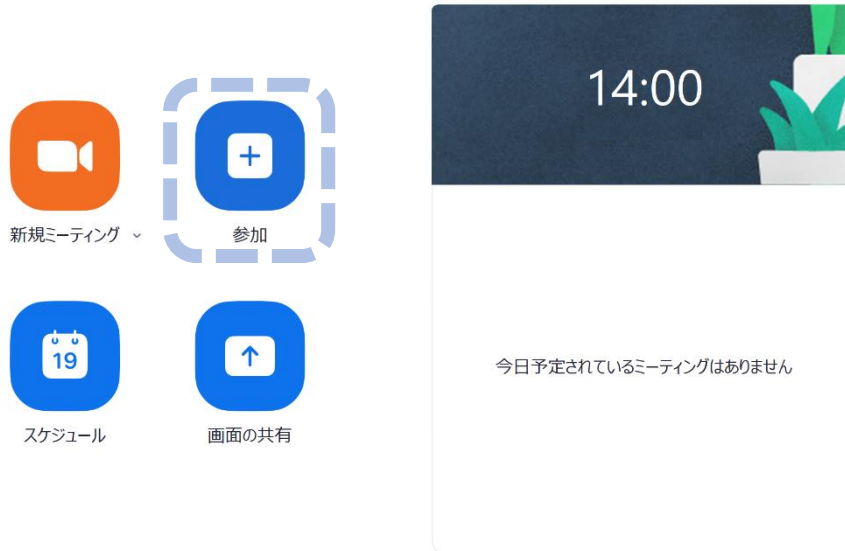 14:00
新規ミーティング
参加
19
スケジュール
画面の共有
今日予定されているミーティングはありません